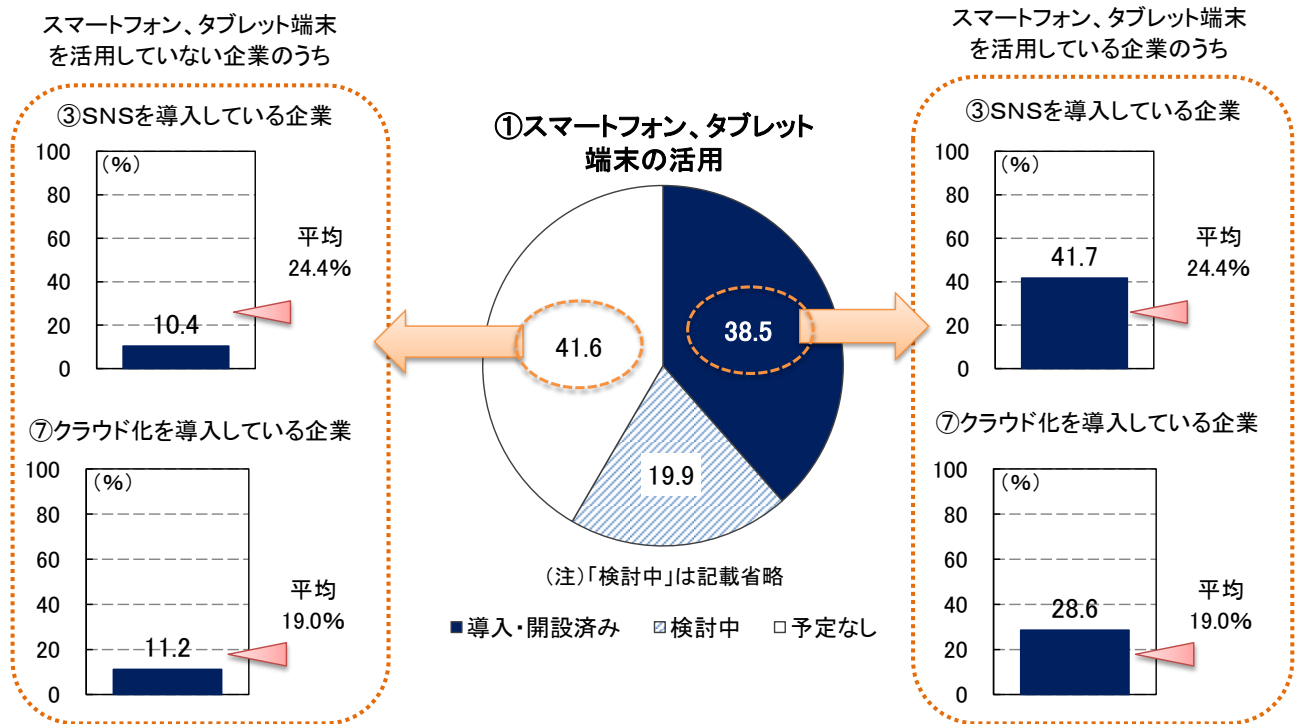 スマートフォン、タブレット端末
を活用していない企業のうち
③SNSを導入している企業
(%)
100
80
60
40
20
0
10.4
平均
24.4%
⑦クラウド化を導入している企業
(%)
100
80
60
40
20
0
11.2
平均
19.0%
①スマートフォン、タブレット
端末の活用
41.6
38.5
19.9
(注)「検討中」は記載省略
導入・開設済み
検討中
予定なし
スマートフォン、タブレット端末
を活用している企業のうち
③SNSを導入している企業
(%)
100
80
60
40
20
0
41.7
平均
24.4%
⑦クラウド化を導入している企業
(%)
100
80
60
40
20
0
28.6
平均
19.0%